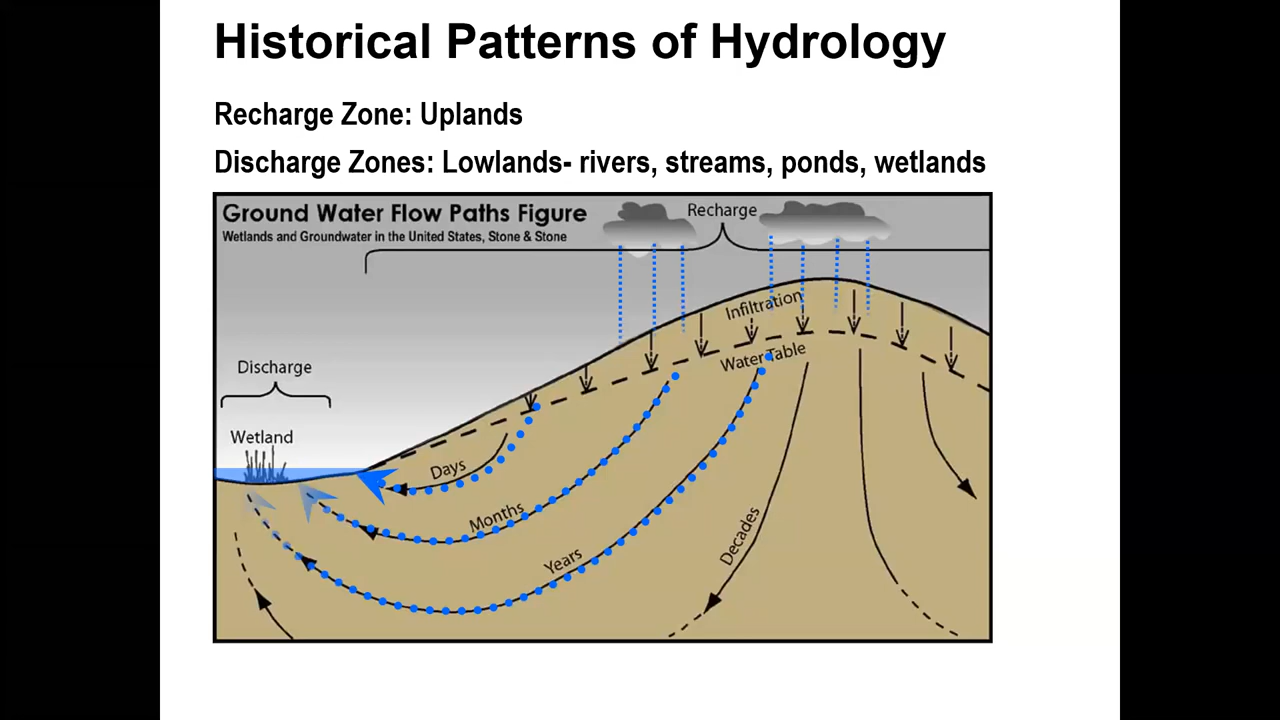 Historical Patterns of Hydrology
Recharge Zone: Uplands
Discharge Zones: Lowlands- rivers, streams, ponds, wetlands
Ground Water Flow Paths Figure
Wetlands and Groundwater in the United States, Stone & Stone
Recharge
Infiltration
Water Table
Discharge
Wetland
Days
Months
Years
Decades